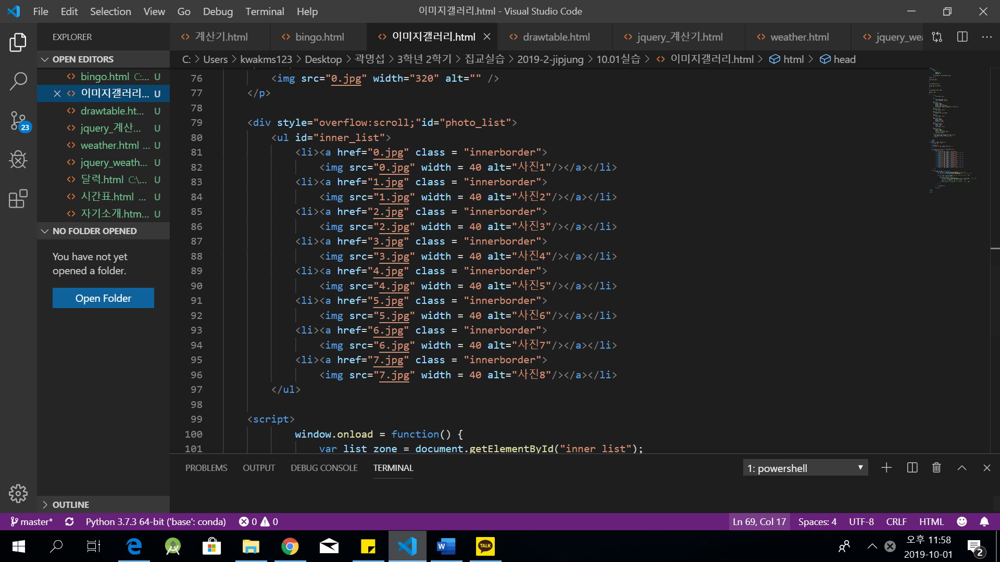 File Edit Selection View Go Debug Terminal Help
이미지갤러리.html - Visual Studio Code
EXPLORER
계산기.html
bingo.html
이미지갤러리.html
drawtable.html
jquery_계산기.html
weather.html
jquery_wea
OPEN EDITORS
C: > Users > kwakms123 > Desktop > 곽명섭 > 3학년 2학기 > 집교실습 > 2019-2-jipjung > 10.01실습 > 이미지갤러리.html > html > head
bingo.html C:... U
이미지갤러리... U
drawtable.ht... U
jquery_계산... U
weather.html ... U
jquery_weath... U
달력.html C:\... U
시간표.html ... U
자기소개.htm... U
NO FOLDER OPENED
You have not yet
opened a folder.
Open Folder
OUTLINE
23
76 <img src="0.jpg" width="320" alt="" />
77 </p>
78
79 <div style="overflow:scroll;"id="photo_list">
80 <ul id="inner_list">
81 <li><a href="0.jpg" class = "innerborder">
82 <img src="0.jpg" width = 40 alt="사진1"/></a></li>
83 <li><a href="1.jpg" class = "innerborder">
84 <img src="1.jpg" width = 40 alt="사진2"/></a></li>
85 <li><a href="2.jpg" class = "innerborder">
86 <img src="2.jpg" width = 40 alt="사진3"/></a></li>
87 <li><a href="3.jpg" class = "innerborder">
88 <img src="3.jpg" width = 40 alt="사진4"/></a></li>
89 <li><a href="4.jpg" class = "innerborder">
90 <img src="4.jpg" width = 40 alt="사진5"/></a></li>
91 <li><a href="5.jpg" class = "innerborder">
92 <img src="5.jpg" width = 40 alt="사진6"/></a></li>
93 <li><a href="6.jpg" class = "innerborder">
94 <img src="6.jpg" width = 40 alt="사진7"/></a></li>
95 <li><a href="7.jpg" class = "innerborder">
96 <img src="7.jpg" width = 40 alt="사진8"/></a></li>
97 </ul>
98
99 <script>
100 window.onload = function() {
101 var list_zone = document.getElementById("inner_list");
PROBLEMS OUTPUT DEBUG CONSOLE TERMINAL
1: powershell
master* Python 3.7.3 64-bit ('base': conda) 0 0
Ln 69, Col 17 Spaces: 4 UTF-8 CRLF HTML
W
TALK
오후 11:58
2019-10-01
2